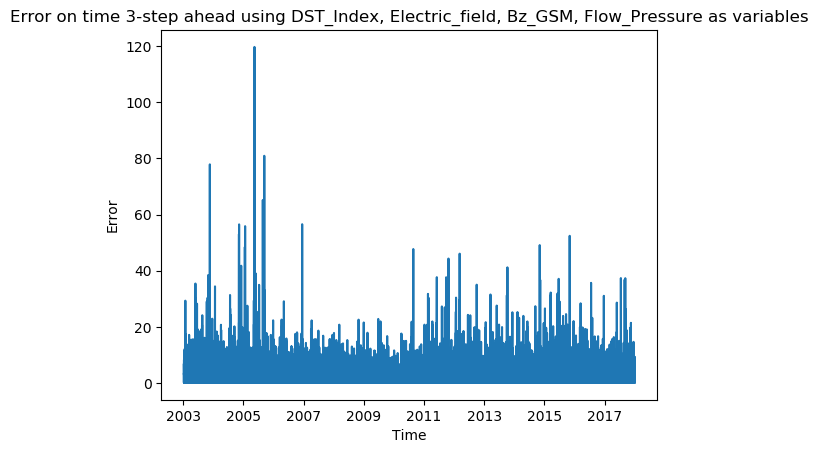 Error on time 3-step ahead using DST_Index, Electric_field, Bz_GSM, Flow_Pressure as variables
120
100
80
60
40
20
0
Error
2003 2005 2007 2009 2011 2013 2015 2017
Time